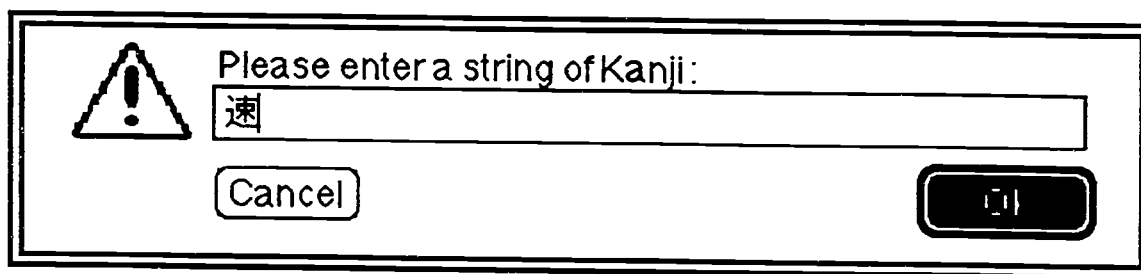 Please enter a string of Kanji:
速
Cancel